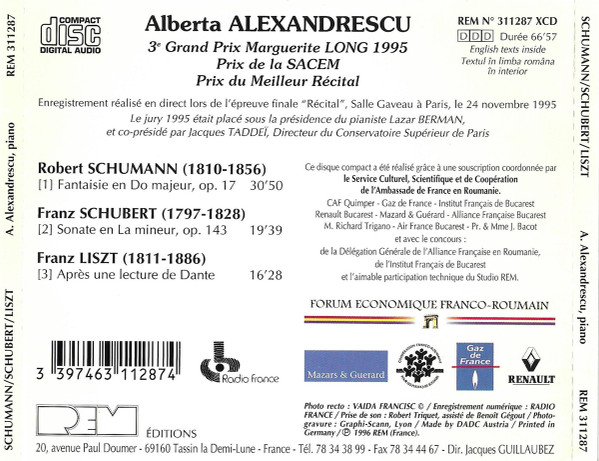 COMPACT
disc
DIGITAL AUDIO
Alberta ALEXANDRESCU
3e Grand Prix Marguerite LONG 1995
Prix de la SACEM
Prix du Meilleur Récital
REM N° 311287 XCD
DDD Durée 66'57
English texts inside
Textul în limba româna
în interior
Enregistrement réalisé en direct lors de l'épreuve finale "Récital", Salle Gaveau à Paris, le 24 novembre 1995
Le jury 1995 était placé sous la présidence du pianiste Lazar BERMAN,
et co-présidé par Jacques TADDEÏ, Directeur du Conservatoire Supérieur de Paris
Robert SCHUMANN (1810-1856)
[1] Fantaisie en Do majeur, op. 17 30'50
Franz SCHUBERT (1797-1828)
[2] Sonate en La mineur, op. 143 19'39
Franz LISZT (1811-1886)
[3] Après une lecture de Dante 16'28
Ce disque compact a été réalisé grâce à une souscription coordonnée par
le Service Culturel, Scientifique et de Coopération
de l'Ambasade de France en Roumanie.
CAF Quimper - Gaz de France - Institut Français de Bucarest
Renault Bucarest - Mazard & Guérard - Alliance Française Bucarest
M. Richard Trigano - Air France Bucarest - Pr. & Mme J. Bacot
et avec le concours :
de la Délégation Générale de l'Alliance Française en Roumanie,
de l'Institut Français de Bucarest
et l'aimable participation technique du Studio REM.
FORUM ECONOMIQUE FRANCO-ROUMAIN
3 397463 112874
Radio France
Mazars & Guerard
Gaz
de France
RENAULT
REM
ÉDITIONS
Photo recto : VAIDA FRANCISC © / Enregistrement numérique : RADIO
FRANCE / Prise de son : Robert Triquet, assisté de Benoît Gégout / Photo-
gravure : Graphi-Scann, Lyon / Made by DADC Austria / Printed in
Germany / ℗ 1996 REM (France).
20, avenue Paul Doumer - 69160 Tassin la Demi-Lune - France - Tél. 78 34 38 99 - Fax 78 34 44 67 - Dir. Jacques GUILLAUBEZ
REM 311287
A. Alexandrescu, piano
SCHUMANN/SCHUBERT/LISZT
SCHUMANN/SCHUBERT/LISZT
A. Alexandrescu, piano
REM 311287